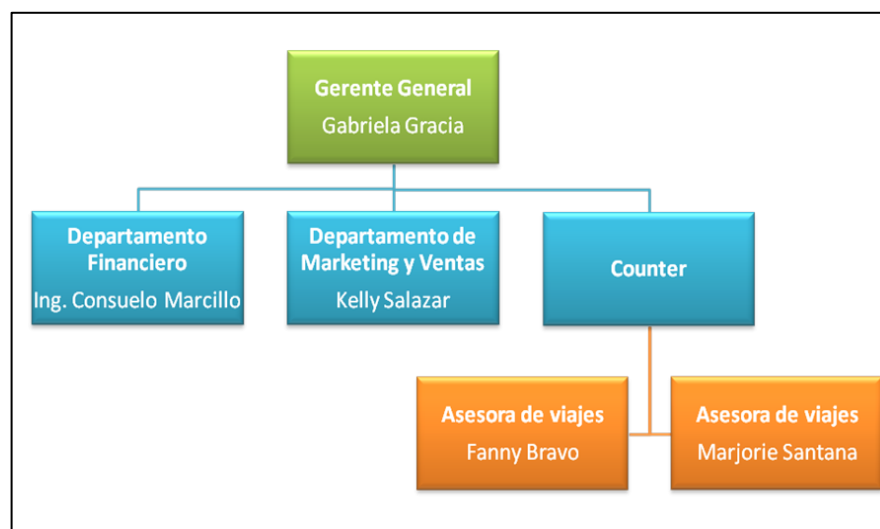 Gerente General
Gabriela Gracia
Departamento
Financiero
Ing. Consuelo Marcillo
Departamento de
Marketing y Ventas
Kelly Salazar
Counter
Asesora de viajes
Fanny Bravo
Asesora de viajes
Marjorie Santana